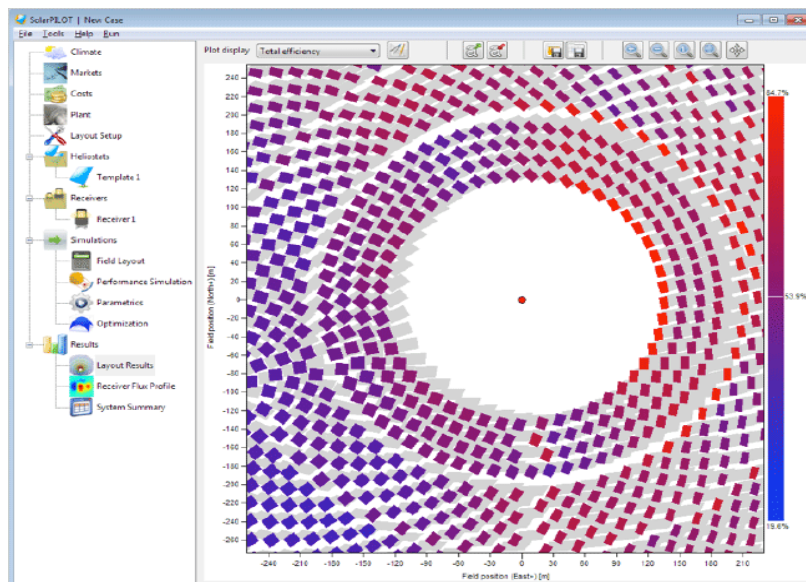 SolarPILOT | New Case
File Tools Help Run
Climate
Markets
Costs
Plant
Layout Setup
Heliostats
Template 1
Receivers
Receiver 1
Simulations
Field Layout
Performance Simulation
Parametrics
Optimization
Results
Layout Results
Receiver Flux Profile
System Summary
Plot display Total efficiency
Field position (North+) [m]
240
220
200
180
160
140
120
100
80
60
40
20
0
-20
-40
-60
-80
-100
-120
-140
-160
-180
-200
-220
-240
-260
-240 -210 -180 -150 -120 -90 -60 -30 0 30 60 90 120 150 180 210
Field position (East+) [m]
84.7%
53.9%
19.6%